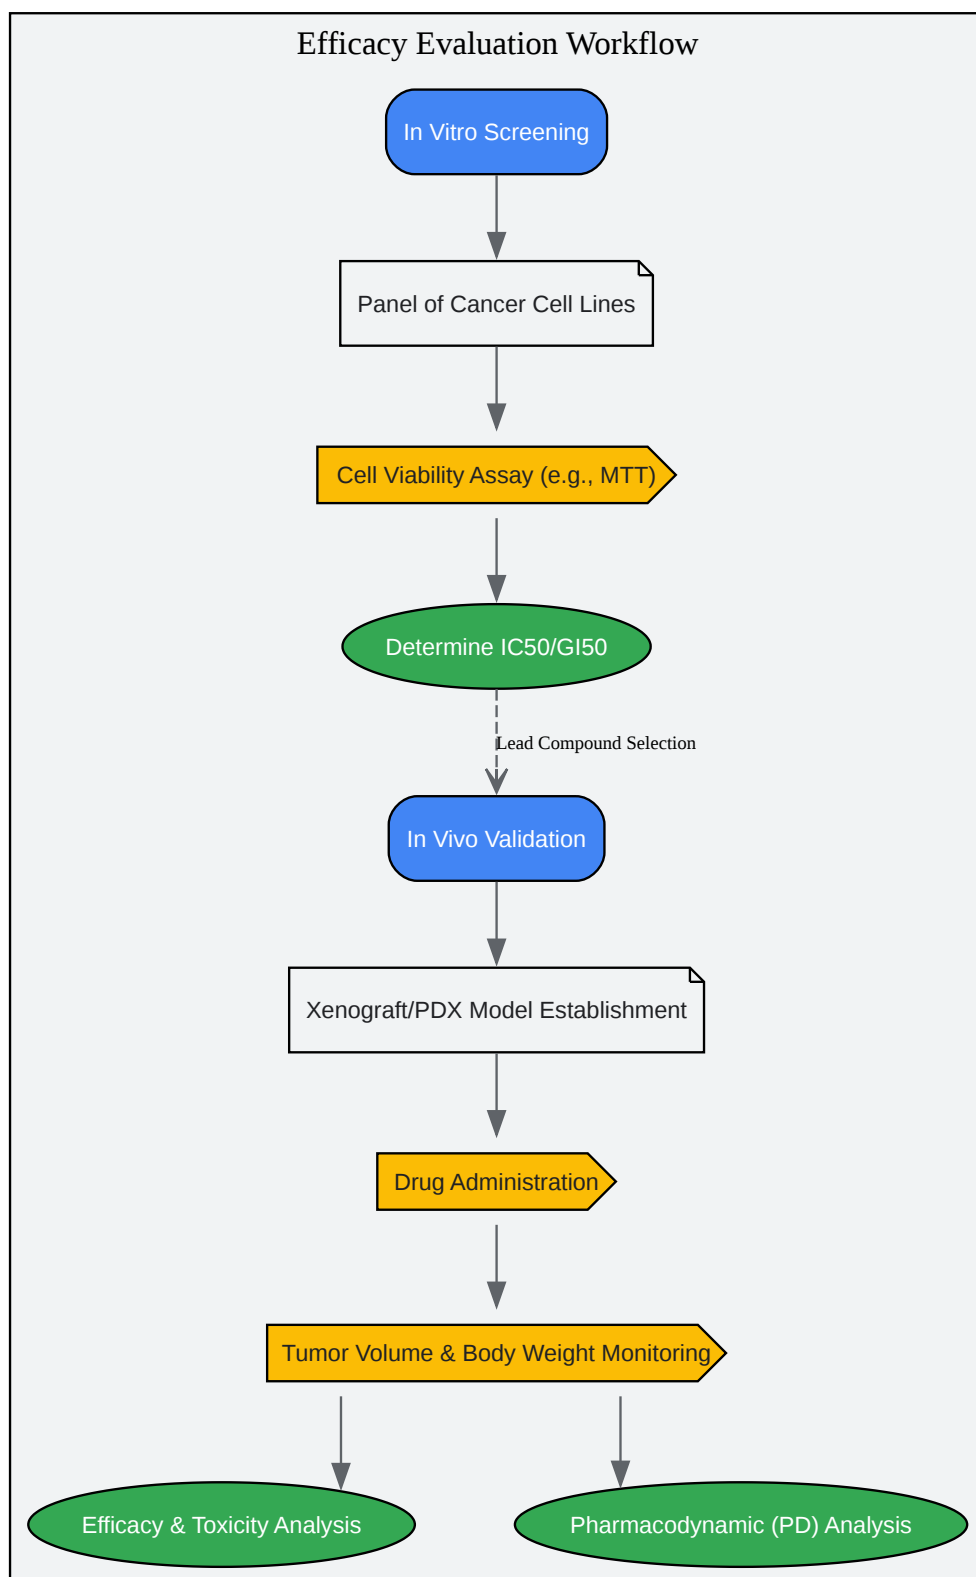 Efficacy Evaluation Workflow
In Vitro Screening
Panel of Cancer Cell Lines
Cell Viability Assay (e.g., MTT)
Determine IC50/GI50
Lead Compound Selection
In Vivo Validation
Xenograft/PDX Model Establishment
Drug Administration
Tumor Volume & Body Weight Monitoring
Efficacy & Toxicity Analysis
Pharmacodynamic (PD) Analysis